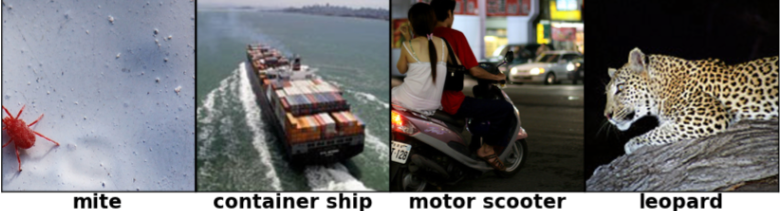 mite
container ship
motor scooter
leopard